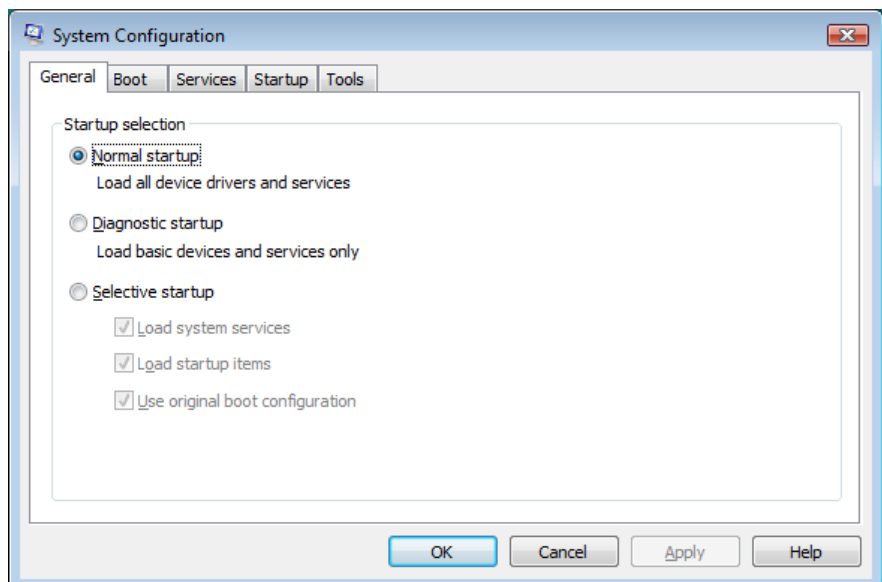 System Configuration
General Boot Services Startup Tools
Startup selection
Normal startup
Load all device drivers and services
Diagnostic startup
Load basic devices and services only
Selective startup
Load system services
Load startup items
Use original boot configuration
OK Cancel Apply Help